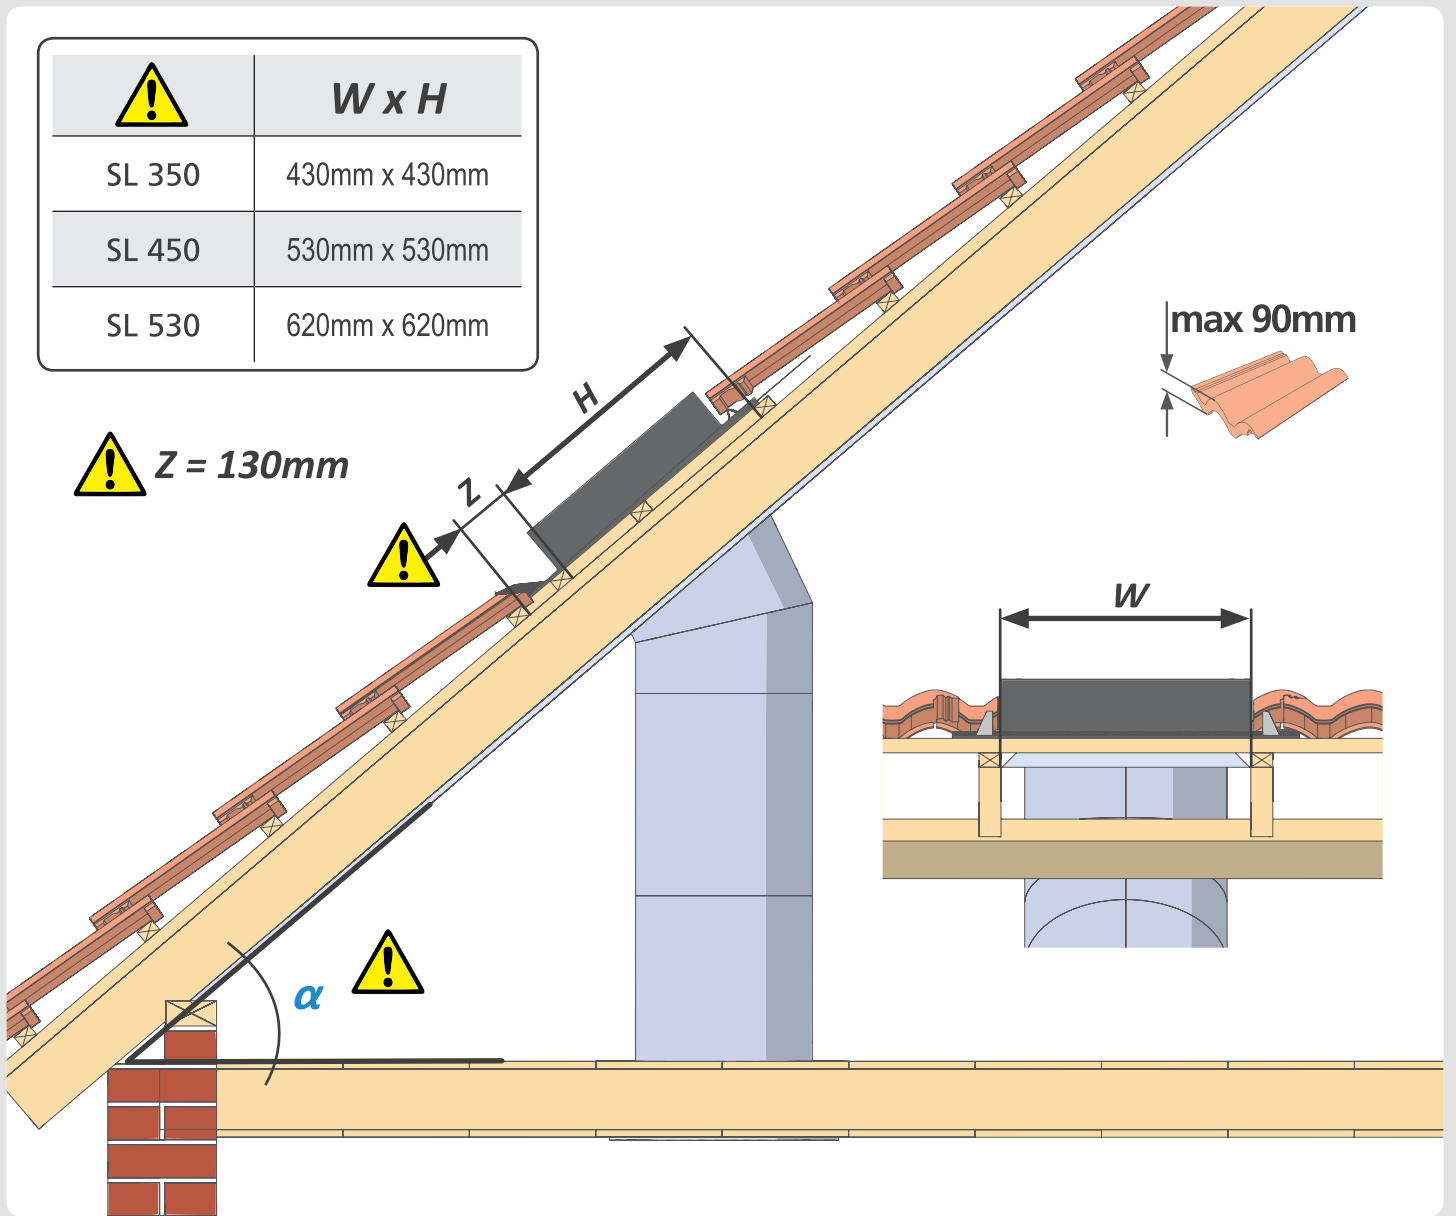 W x H
SL 350 430mm x 430mm
SL 450 530mm x 530mm
SL 530 620mm x 620mm
max 90mm
H
Z = 130mm
Z
W
α